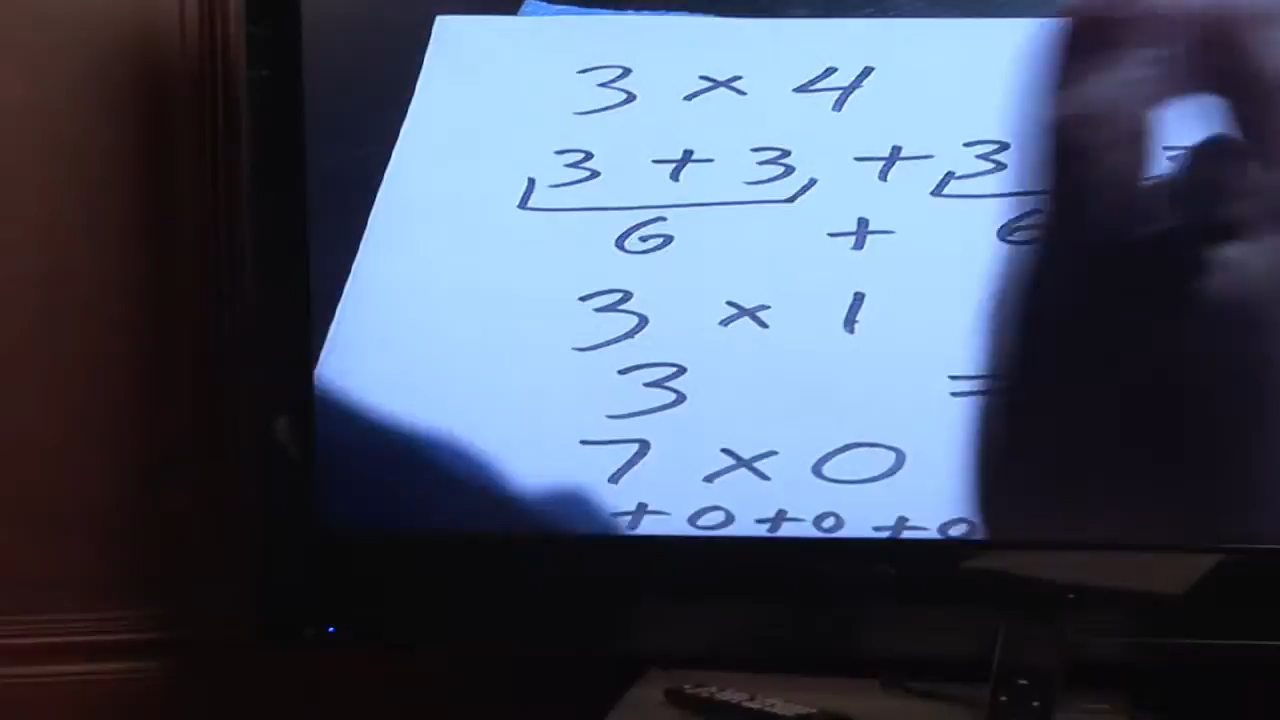 3 × 4
3 + 3 + 3
6 + 6
3 × 1
3 =
7 × 0
+ 0 + 0 + 0